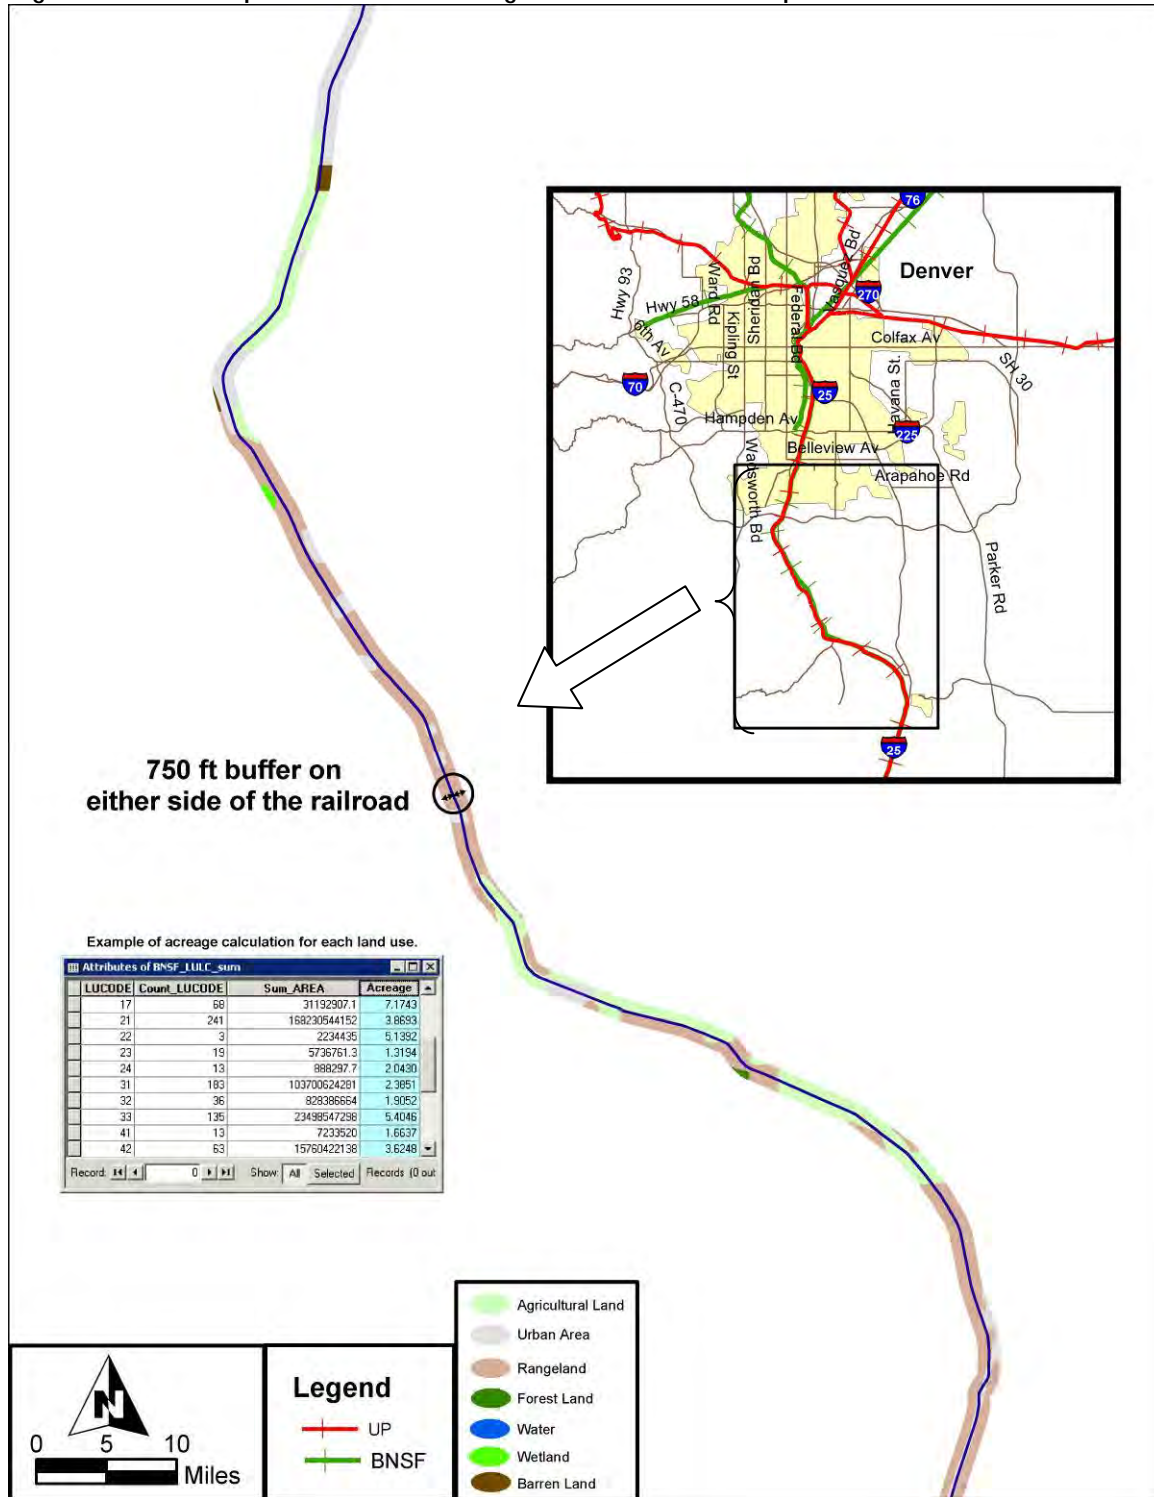 76
Denver
Hwy 93
Ward Rd
Sheridan Bd
Vasquez Bd
270
Hwy 58
Federal Bd
Kipling St
6th Av
Colfax Av
SH 30
70
C-470
25
Havana St.
Hampden Av
225
Belleview Av
Wadsworth Bd
Arapahoe Rd
Parker Rd
25
750 ft buffer on
either side of the railroad
Example of acreage calculation for each land use.
Attributes of BNSF_LULC_sum
LUCODE Count_LUCODE Sum_AREA Acreage
17 68 31192907.1 7.1743
21 241 168230544152 3.8693
22 3 2234435 5.1392
23 19 5736761.3 1.3194
24 13 888297.7 2.0430
31 183 103700624281 2.3851
32 36 828386664 1.9052
33 135 23498547298 5.4046
41 13 7233520 1.6637
42 63 15760422138 3.6248
Record: 0 Show: All Selected Records (0 out
Agricultural Land
Urban Area
Rangeland
Forest Land
Water
Wetland
Barren Land
Legend
UP
BNSF
N
0 5 10
Miles